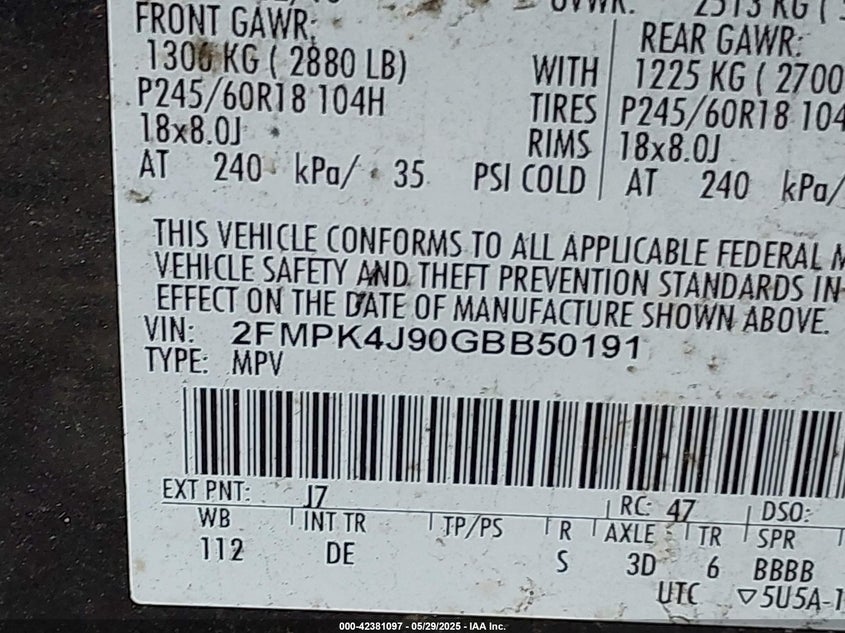 GVWR: 2513 KG (
FRONT GAWR:
1306 KG ( 2880 LB)
P245/60R18 104H
18x8.0J
AT 240 kPa/ 35
WITH
TIRES
RIMS
PSI COLD
REAR GAWR:
1225 KG ( 2700
P245/60R18 104
18x8.0J
AT 240 kPa/
THIS VEHICLE CONFORMS TO ALL APPLICABLE FEDERAL M
VEHICLE SAFETY AND THEFT PREVENTION STANDARDS IN
EFFECT ON THE DATE OF MANUFACTURE SHOWN ABOVE.
VIN: 2FMPK4J90GBB50191
TYPE: MPV
EXT PNT: J7 RC: 47 DSO:
WB INT TR TP/PS R AXLE TR SPR
112 DE S 3D 6 BBBB
UTC ▽5U5A-1
000-42381097 / 05/29/2025 - IAA Inc.